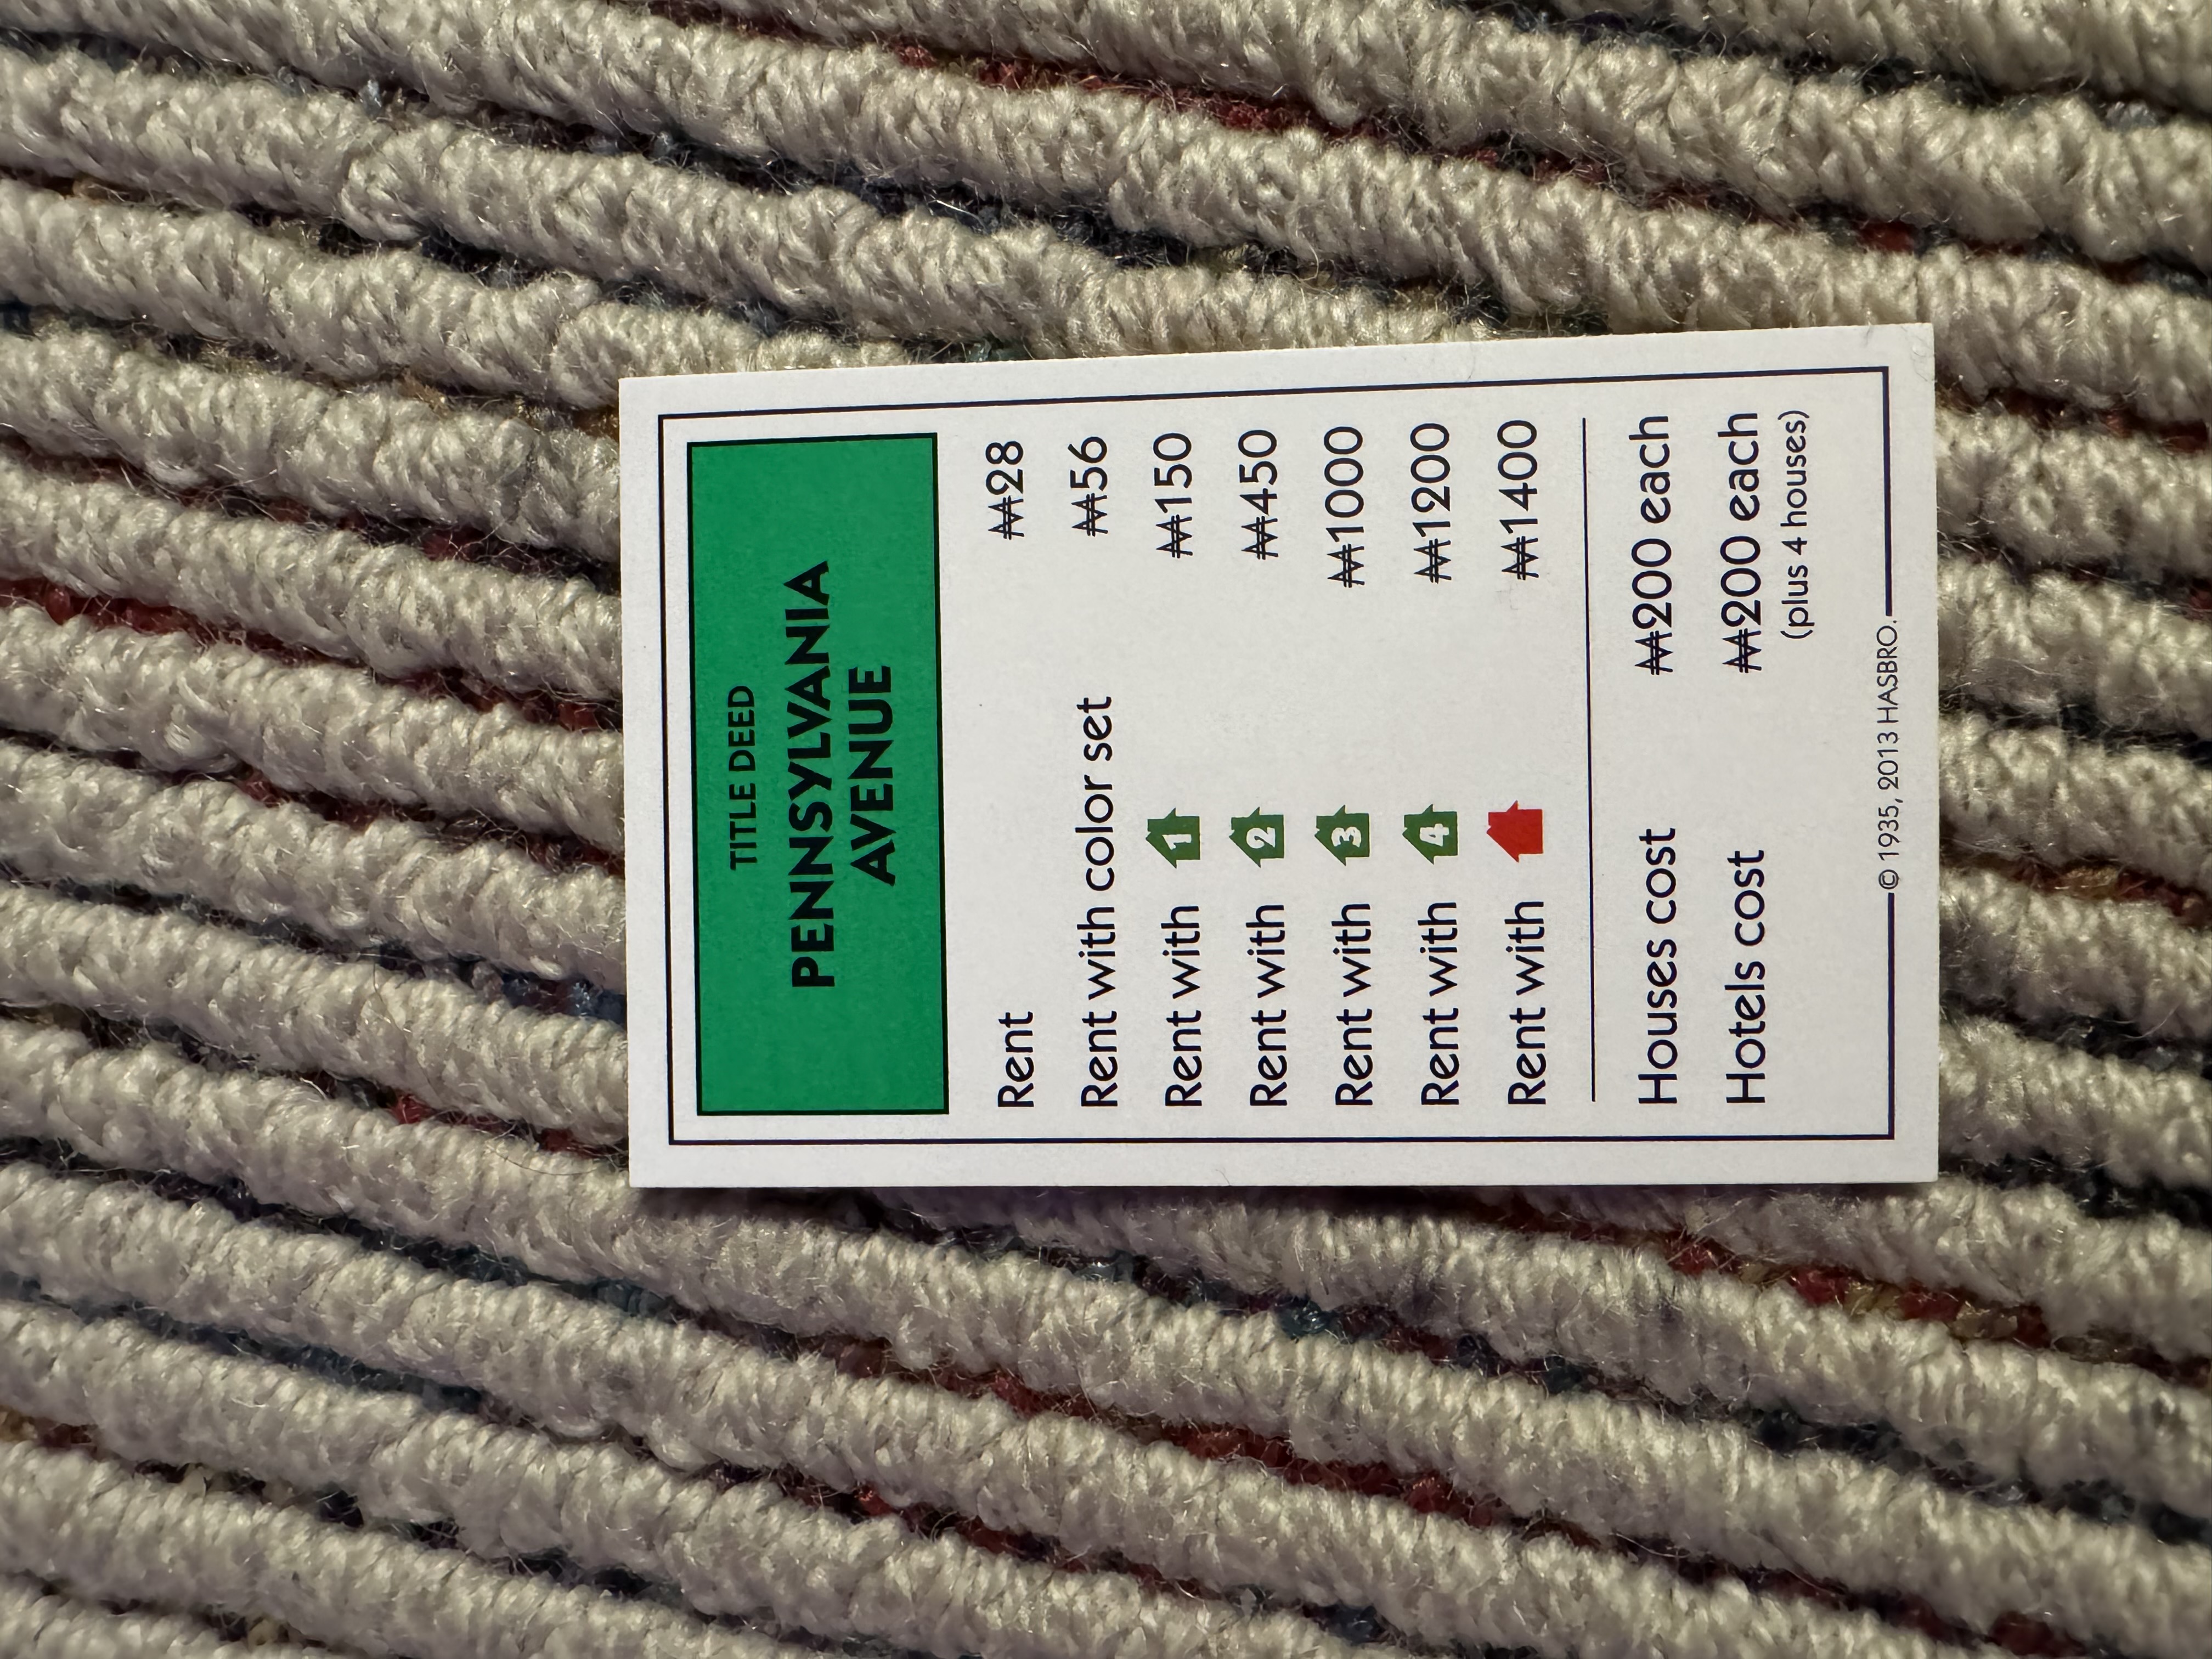 TITLE DEED
PENNSYLVANIA
AVENUE
Rent ₩28
Rent with color set ₩56
Rent with 1 ₩150
Rent with 2 ₩450
Rent with 3 ₩1000
Rent with 4 ₩1200
Rent with ₩1400
Houses cost ₩200 each
Hotels cost ₩200 each
(plus 4 houses)
© 1935, 2013 HASBRO.